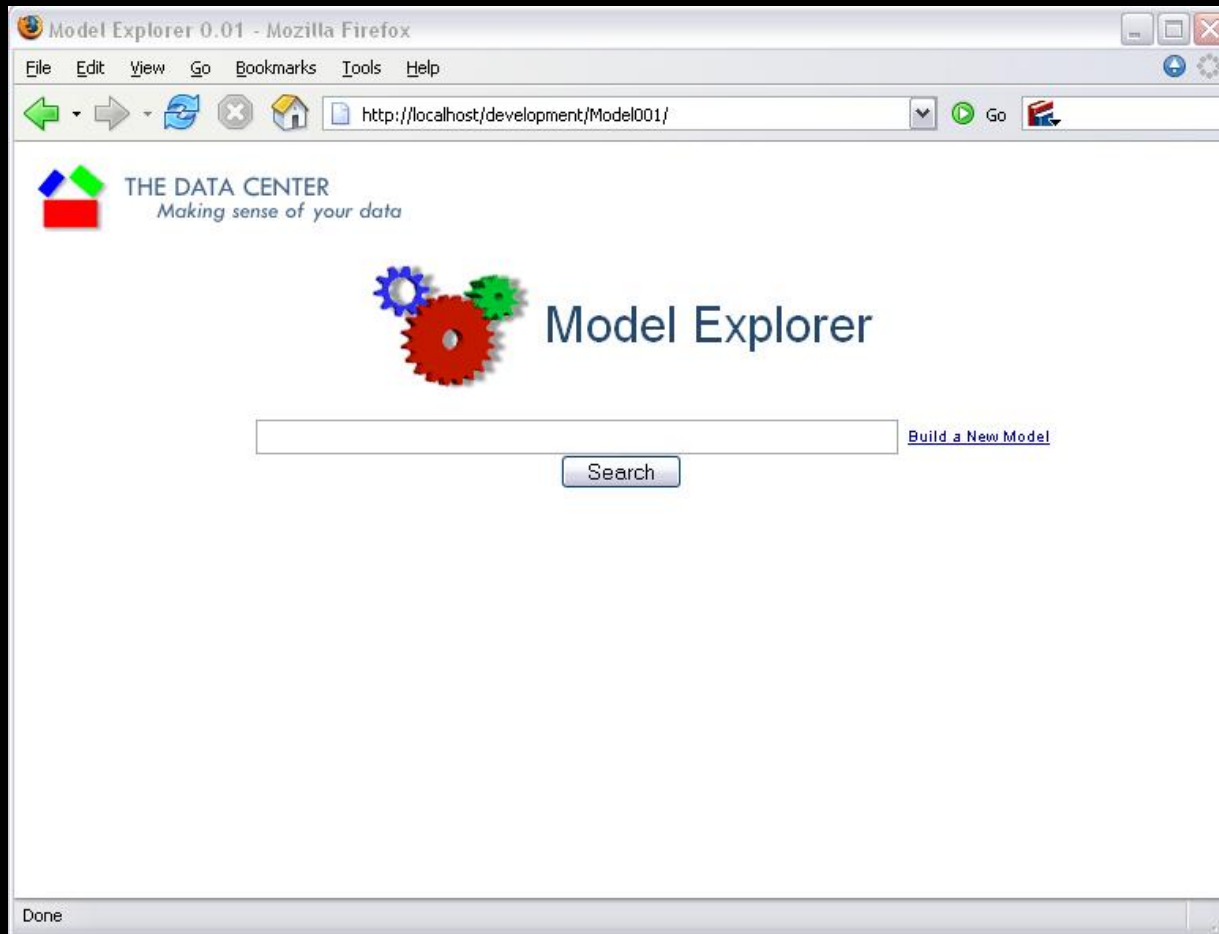 Model Explorer 0.01 - Mozilla Firefox
File Edit View Go Bookmarks Tools Help
http://localhost/development/Model001/ Go
THE DATA CENTER
Making sense of your data
Model Explorer
Build a New Model
Search
Done